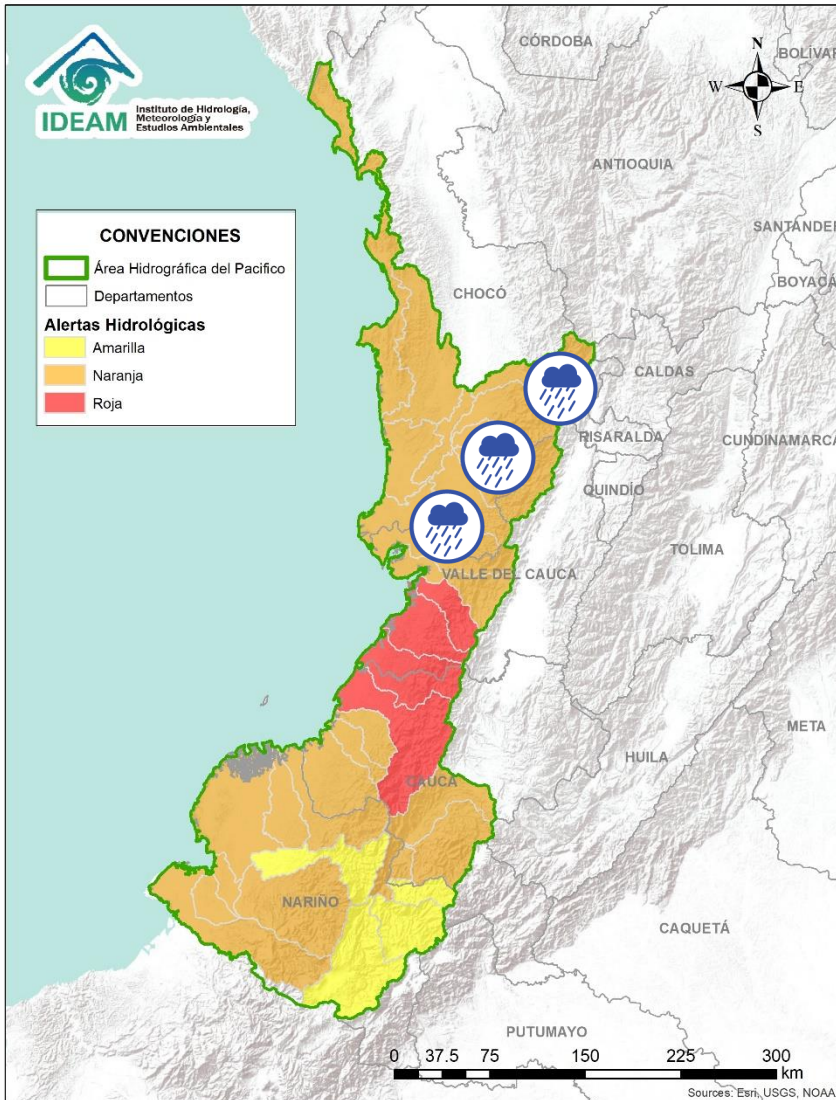 IDEAM
Instituto de Hidrología,
Meteorología y
Estudios Ambientales
CÓRDOBA
BOLÍVAR
N
W E
S
ANTIOQUIA
SANTANDER
BOYACÁ
CONVENCIONES
Área Hidrográfica del Pacifico
Departamentos
Alertas Hidrológicas
Amarilla
Naranja
Roja
CHOCÓ
CALDAS
RISARALDA
CUNDINAMARCA
QUINDÍO
TOLIMA
VALLE DEL CAUCA
META
HUILA
CAUCA
NARIÑO
CAQUETÁ
PUTUMAYO
0 37.5 75 150 225 300
km
Sources: Esri, USGS, NOAA